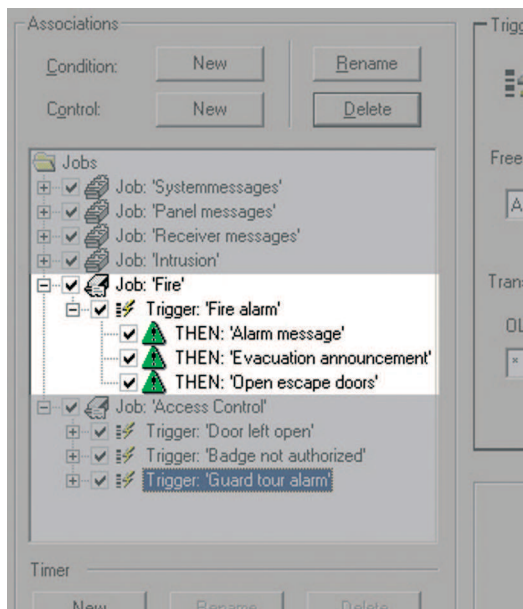 Associations
Trigg
Condition:
New
Rename
Control:
New
Delete
Jobs
Free
Job: 'Systemmessages'
Job: 'Panel messages'
A
Job: 'Receiver messages'
Job: 'Intrusion'
Job: 'Fire'
Trans
Trigger: 'Fire alarm'
THEN: 'Alarm message'
OL
THEN: 'Evacuation announcement'
*
THEN: 'Open escape doors'
Job: 'Access Control'
Trigger: 'Door left open'
Trigger: 'Badge not authorized'
Trigger: 'Guard tour alarm'
Timer
New
Rename
Delete